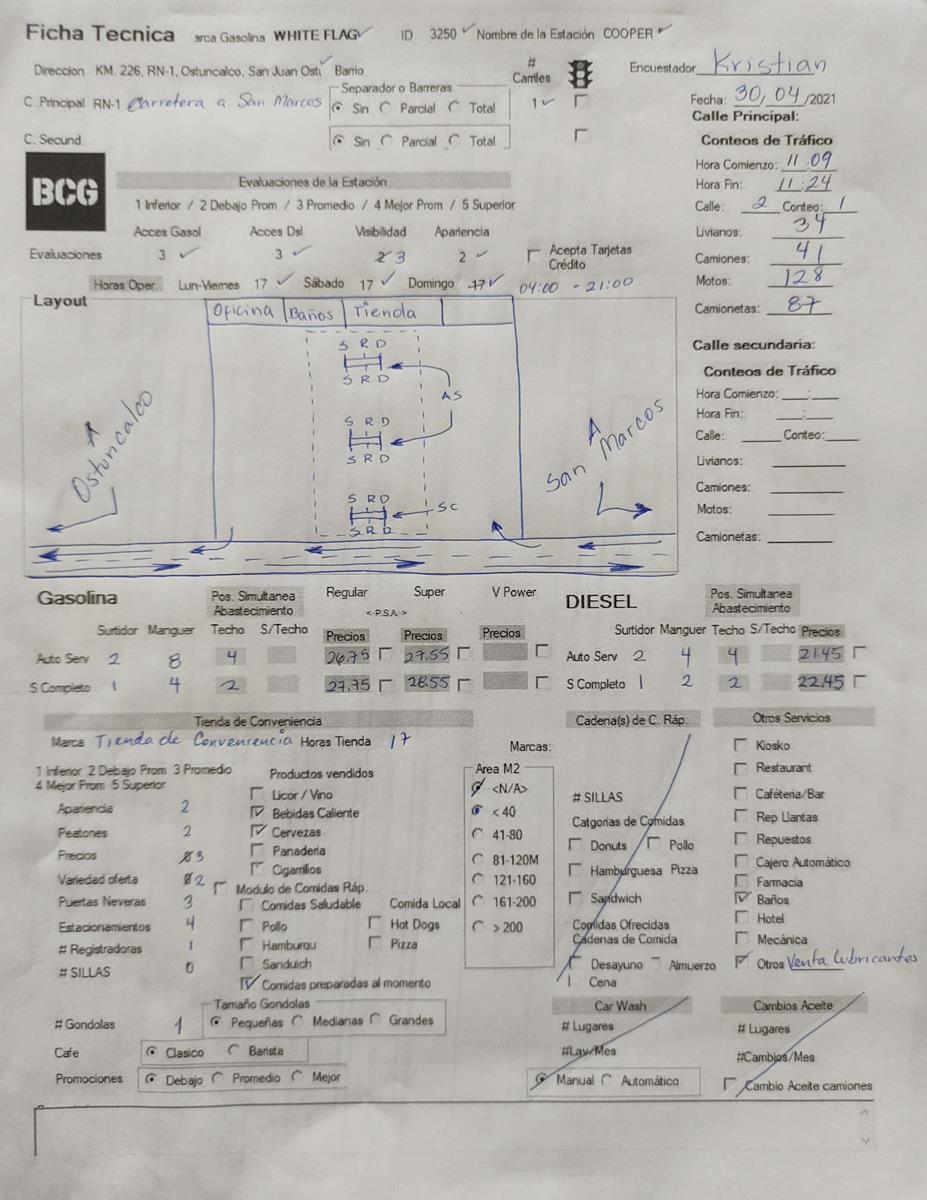 Ficha Tecnica arca Gasolina WHITE FLAG ID 3250 Nombre de la Estación COOPER
Direccion KM. 226, RN-1, Ostuncalco, San Juan Ost Barrio
# Carriles
Encuestador Kristian
Separador o Barreras
C .Principal RN-1 Carretera a San Marcos Sin Parcial Total 1
Fecha: 30, 04 /2021
C. Secund. Sin Parcial Total
Calle Principal:
Conteos de Tráfico
Hora Comienzo: 11:09
Hora Fin: 11:24
Calle: 2 Conteo: 1
Livianos: 34
Camiones: 41
Motos: 128
Camionetas: 87
BCG
Evaluaciones de la Estación
1 Inferior / 2 Debajo Prom / 3 Promedio / 4 Mejor Prom / 5 Superior
Acces Gasol Acces Dsl Visibilidad Apariencia
Evaluaciones 3 3 2 3 2 Acepta Tarjetas Crédito
Horas Oper. Lun-Viernes 17 Sábado 17 Domingo 17 04:00 - 21:00
Layout
Oficina Baños Tienda
S R D
S R D
AS
S R D
S R D
S R D
SC
S R D
Ostuncalco
A
San Marcos
A
Calle secundaria:
Conteos de Tráfico
Hora Comienzo: __:__
Hora Fin: __:__
Calle: ____ Conteo: ____
Livianos:
Camiones:
Motos:
Camionetas:
Gasolina
Pos. Simultanea Abastecimiento
Regular Super V Power
<-P.S.A->
Surtidor Manguer Techo S/Techo Precios Precios Precios
Auto Serv 2 8 4 26.75 27.55
S Completo 1 4 2 27.75 28.55
DIESEL
Pos. Simultanea Abastecimiento
Surtidor Manguer Techo S/Techo Precios
Auto Serv 2 4 4 21.45
S Completo 1 2 2 22.45
Tienda de Conveniencia
Marca Tienda de Convenrencia Horas Tienda 17
1 Inferior 2 Debajo Prom 3 Promedio
4 Mejor Prom 5 Superior
Apariencia 2
Peatones 2
Precios 3
Variedad oferta 2
Puertas Neveras 3
Estacionamientos 4
# Registradoras 1
# SILLAS 0
Productos vendidos
Licor / Vino
Bebidas Caliente
Cervezas
Panaderia
Cigarrillos
Modulo de Comidas Ráp.
Comidas Saludable Comida Local
Pollo Hot Dogs
Hamburqu Pizza
Sanduich
Comidas preparadas al momento
Marcas:
Area M2
<N/A>
< 40
41-80
81-120M
121-160
161-200
> 200
# Gondolas 1
Tamaño Gondolas
Pequeñas Medianas Grandes
Cafe Clasico Barista
Promociones Debajo Promedio Mejor
Cadena(s) de C. Ráp.
# SILLAS
Catgorias de Comidas
Donuts Pollo
Hamburguesa Pizza
Sandwich
Comidas Ofrecidas
Cadenas de Comida
Desayuno Almuerzo
Cena
Otros Servicios
Kiosko
Restaurant
Caféteria/Bar
Rep Llantas
Repuestos
Cajero Automático
Farmacia
Baños
Hotel
Mecánica
Otros Venta lubricantes
Car Wash
# Lugares
#Lav/Mes
Manual Automático
Cambios Aceite
# Lugares
#Cambios/Mes
Cambio Aceite camiones